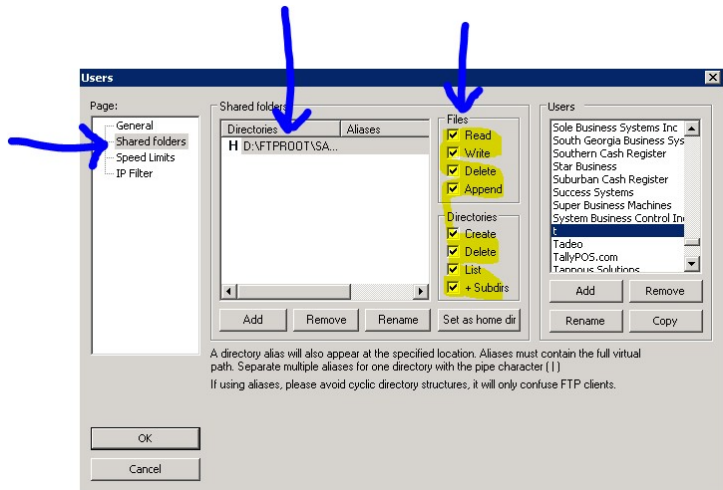 Users
Page:
General
Shared folders
Speed Limits
IP Filter
Shared folders
Directories Aliases
H D:\FTPROOT\SA...
Add Remove Rename Set as home dir
Files
Read
Write
Delete
Append
Directories
Create
Delete
List
+ Subdirs
Users
Sole Business Systems Inc
South Georgia Business Sys
Southern Cash Register
Star Business
Suburban Cash Register
Success Systems
Super Business Machines
System Business Control In
t
Tadeo
TallyPOS.com
Tannous Solutions
Add Remove
Rename Copy
A directory alias will also appear at the specified location. Aliases must contain the full virtual
path. Separate multiple aliases for one directory with the pipe character ( | )
If using aliases, please avoid cyclic directory structures, it will only confuse FTP clients.
OK
Cancel